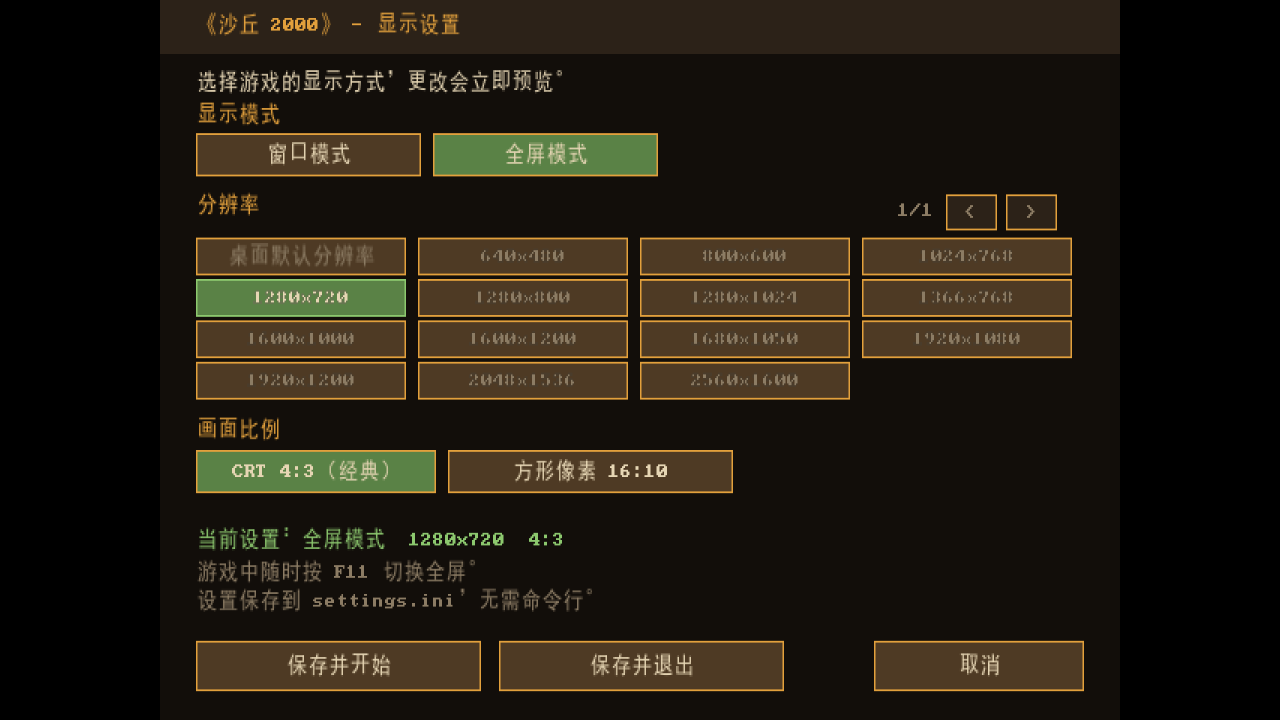 《沙丘 2000》 - 显示设置
选择游戏的显示方式，更改会立即预览。
显示模式
窗口模式 全屏模式
分辨率 1/1 < >
桌面默认分辨率 640x480 800x600 1024x768
1280x720 1280x800 1280x1024 1366x768
1600x1000 1600x1200 1680x1050 1920x1080
1920x1200 2048x1536 2560x1600
画面比例
CRT 4:3（经典） 方形像素 16:10
当前设置：全屏模式 1280x720 4:3
游戏中随时按 F11 切换全屏。
设置保存到 settings.ini，无需命令行。
保存并开始 保存并退出 取消